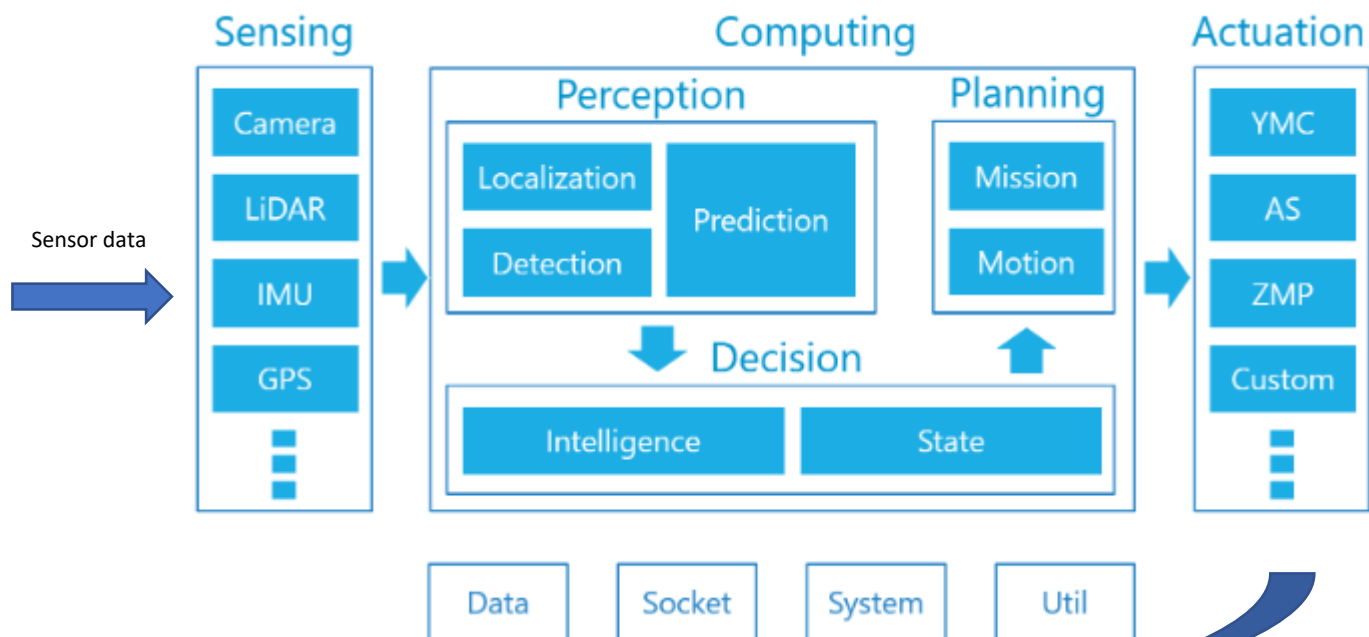 Sensing
Computing
Actuation
Perception
Planning
Camera
LiDAR
IMU
GPS
Localization
Detection
Prediction
Mission
Motion
Decision
Intelligence
State
YMC
AS
ZMP
Custom
Sensor data
Data
Socket
System
Util